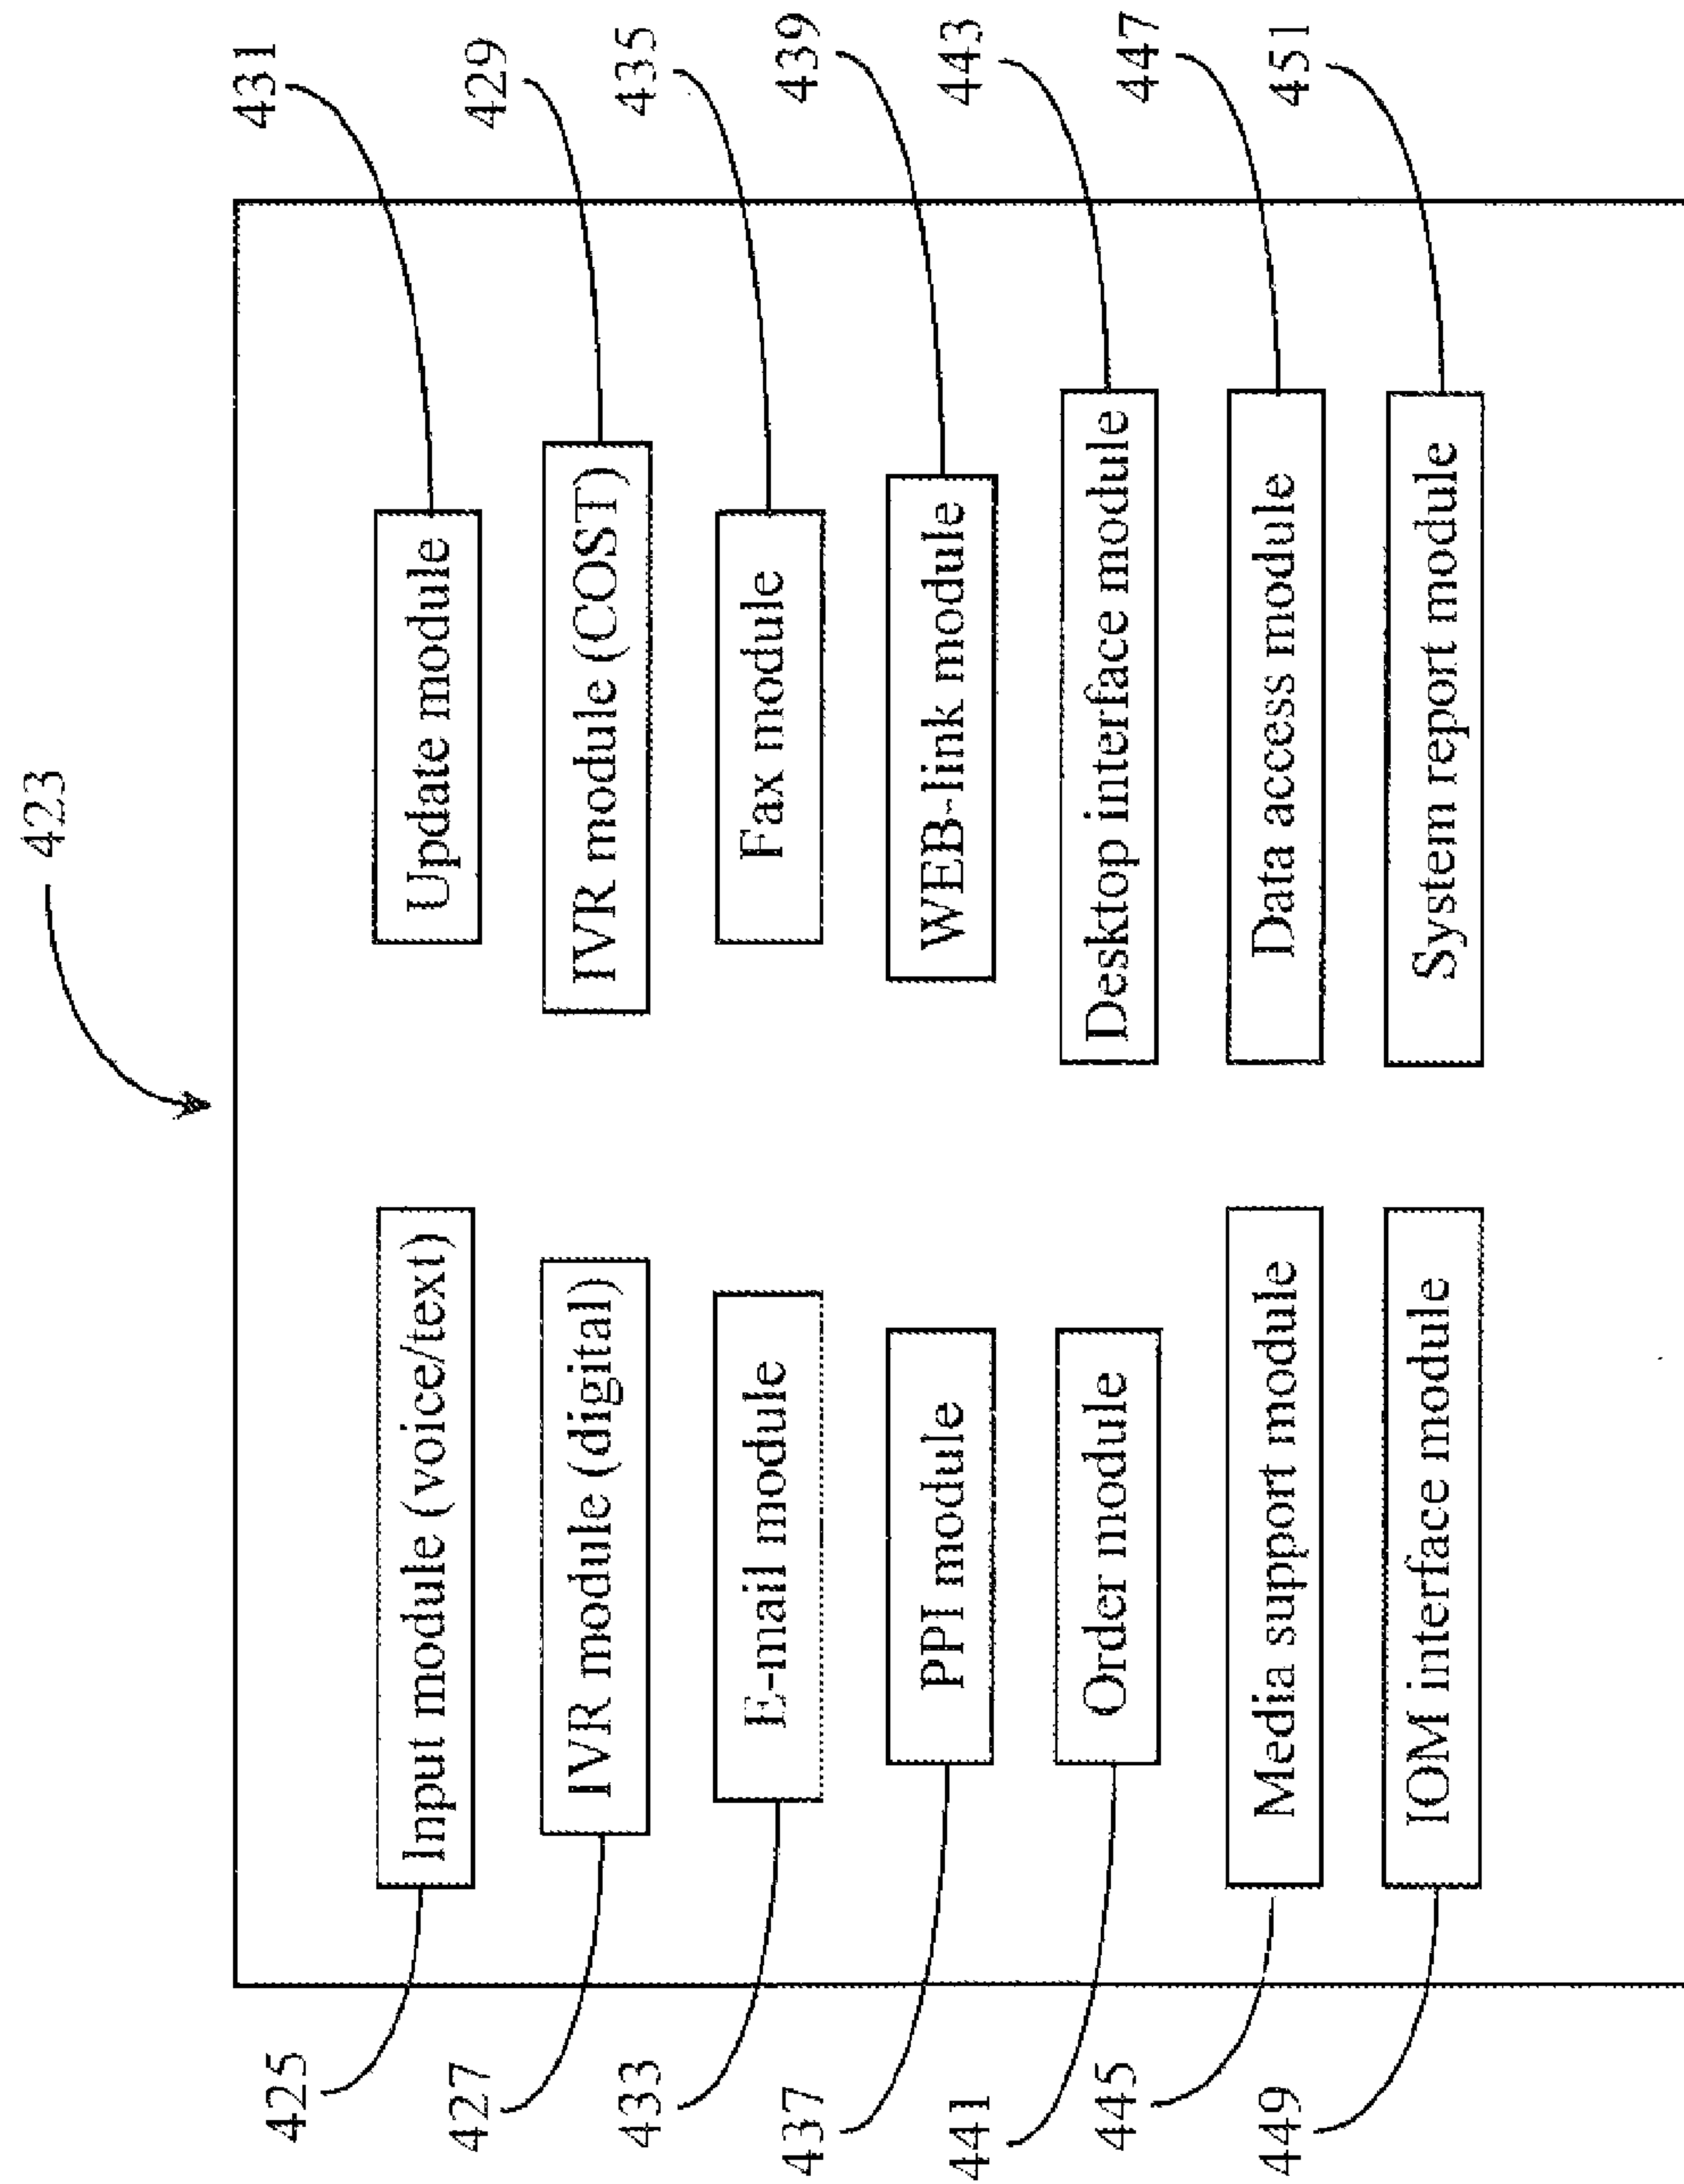 423
425
Input module (voice/text)
Update module
431
427
IVR module (digital)
IVR module (COST)
429
433
E-mail module
Fax module
435
437
PPI module
WEB-link module
439
441
Order module
Desktop interface module
443
445
Media support module
Data access module
447
449
IOM interface module
System report module
451